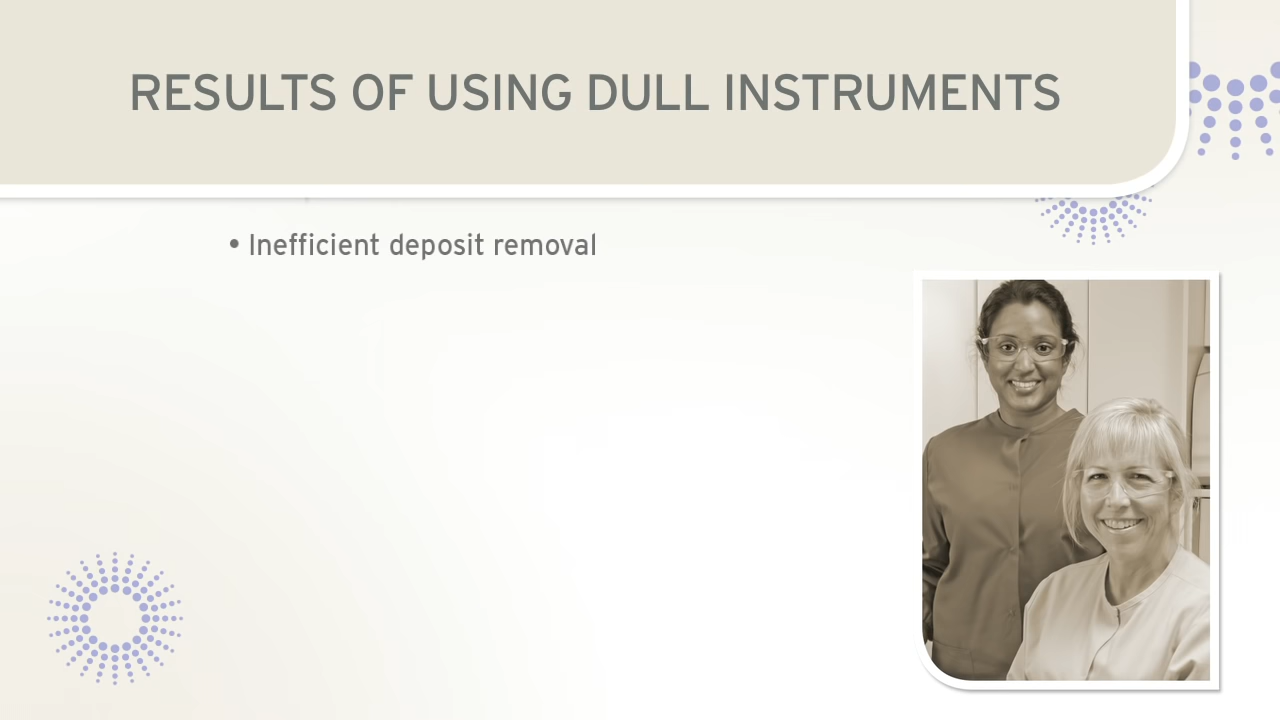 RESULTS OF USING DULL INSTRUMENTS
• Inefficient deposit removal